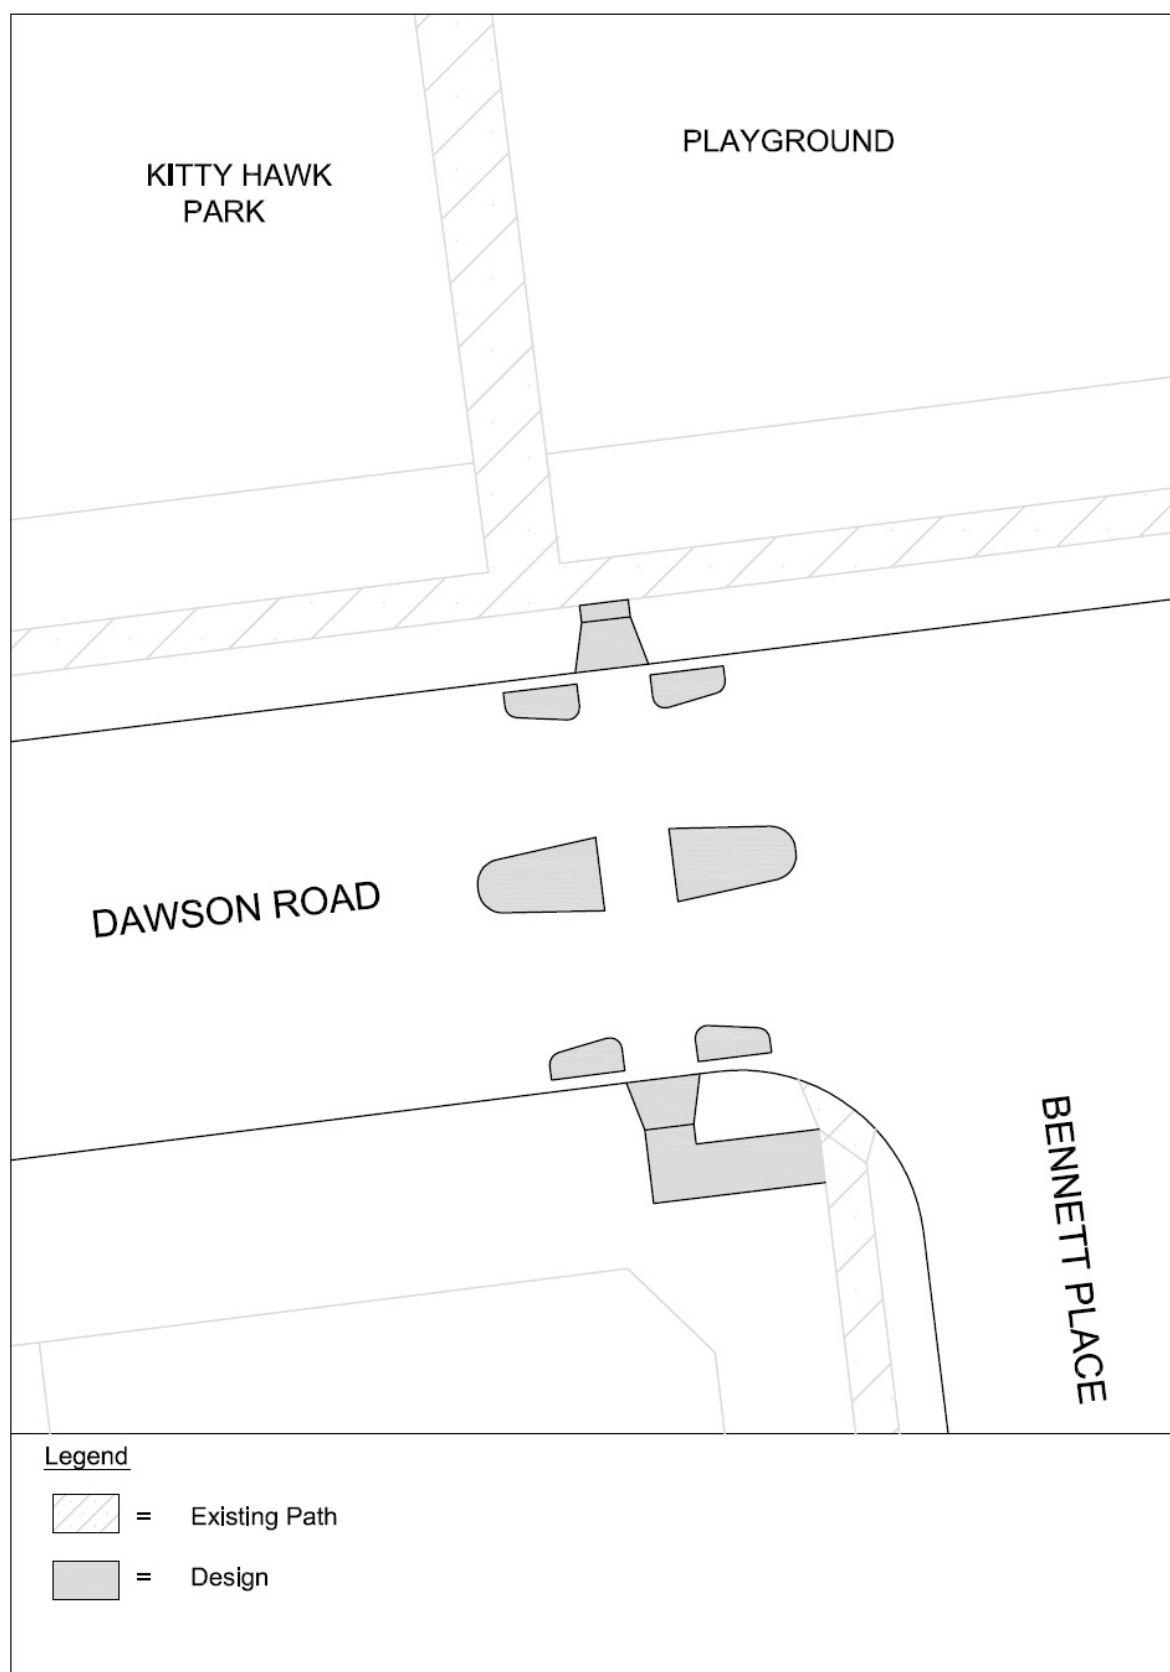 KITTY HAWK
PARK
PLAYGROUND
DAWSON ROAD
BENNETT PLACE
Legend
= Existing Path
= Design